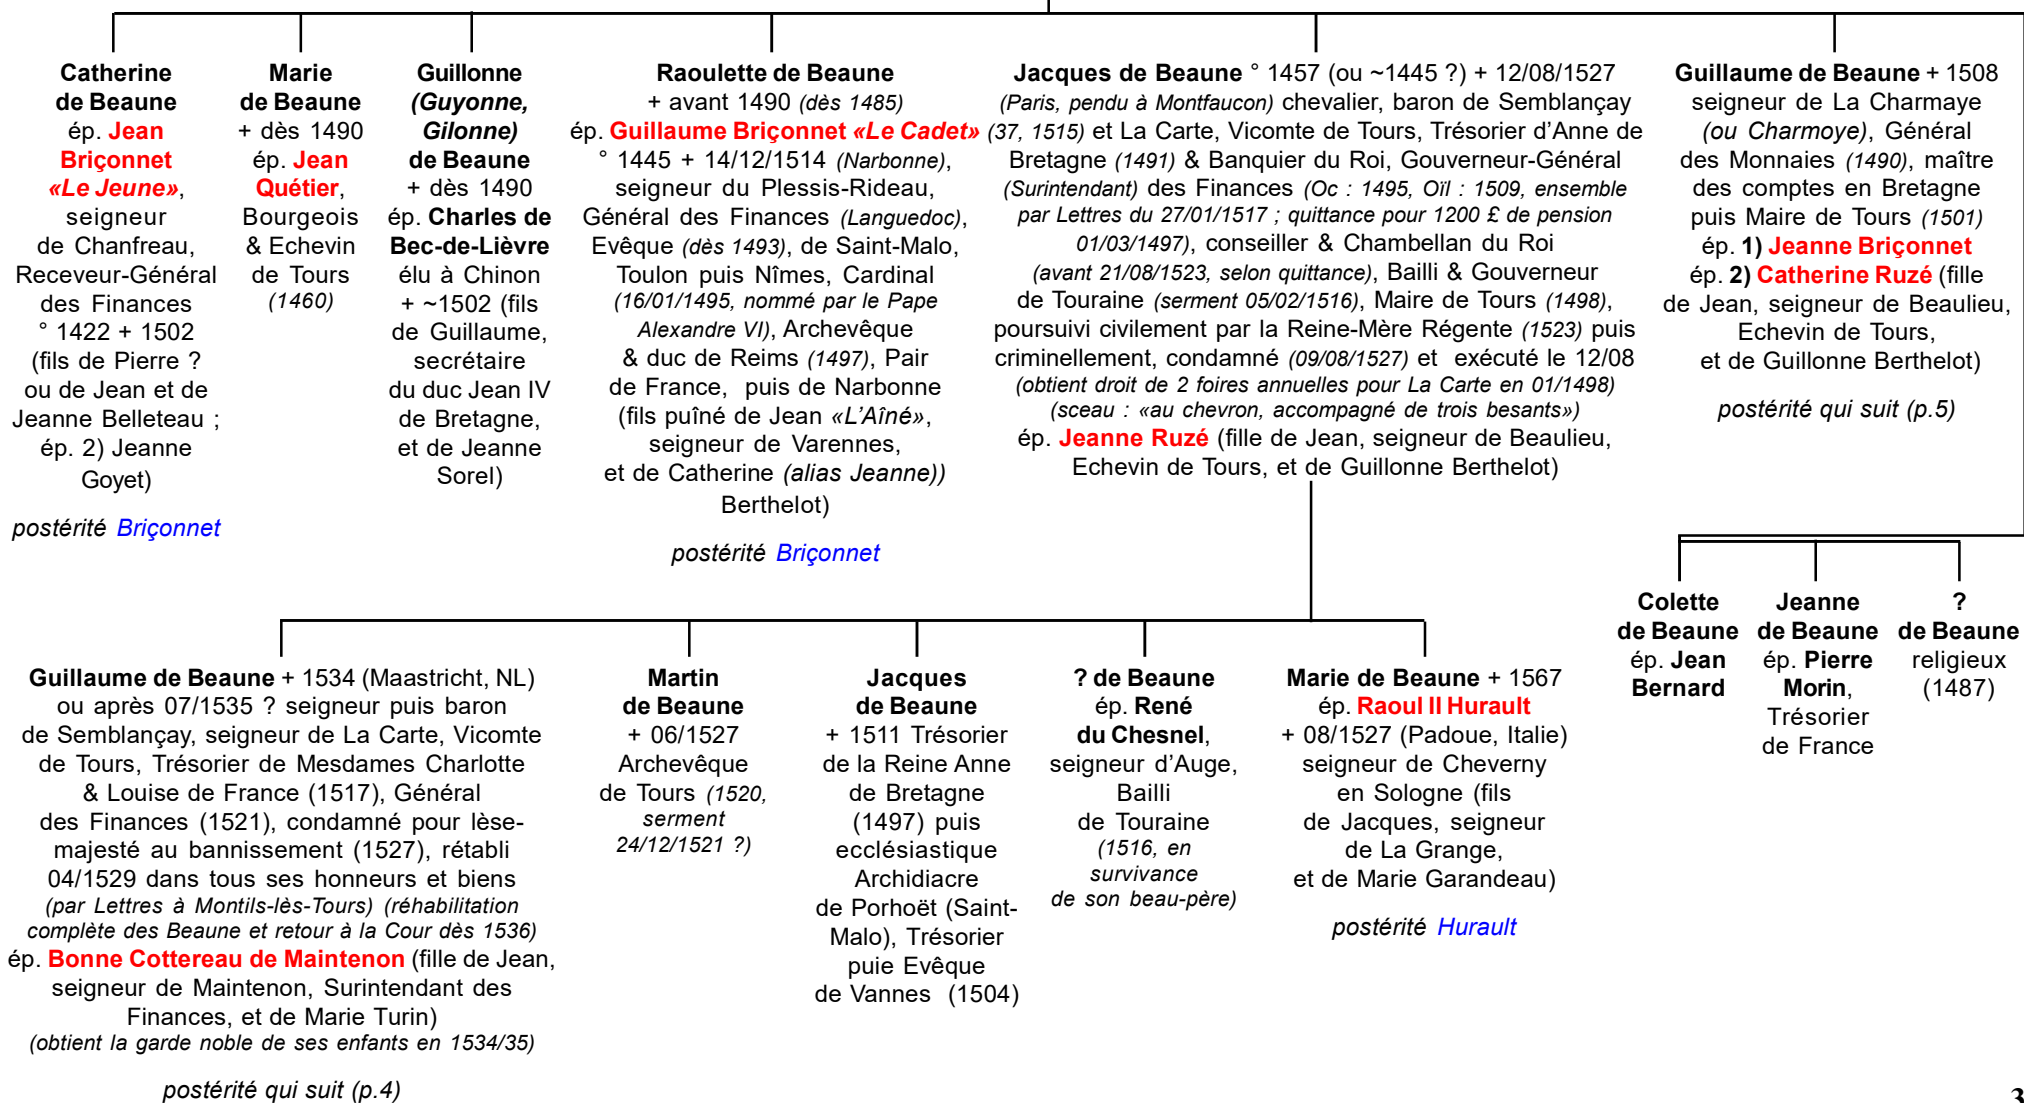 Catherine
de Beaune
ép. Jean
Briçonnet
«Le Jeune»,
seigneur
de Chanfreau,
Receveur-Général
des Finances
° 1422 + 1502
(fils de Pierre ?
ou de Jean et de
Jeanne Belleteau ;
ép. 2) Jeanne
Goyet)
postérité Briçonnet
Marie
de Beaune
+ dès 1490
ép. Jean
Quétier,
Bourgeois
& Echevin
de Tours
(1460)
Guillonne
(Guyonne,
Gilonne)
de Beaune
+ dès 1490
ép. Charles de
Bec-de-Lièvre
élu à Chinon
+ ~1502 (fils
de Guillaume,
secrétaire
du duc Jean IV
de Bretagne,
et de Jeanne
Sorel)
Raoulette de Beaune
+ avant 1490 (dès 1485)
ép. Guillaume Briçonnet «Le Cadet»
° 1445 + 14/12/1514 (Narbonne),
seigneur du Plessis-Rideau,
Général des Finances (Languedoc),
Evêque (dès 1493), de Saint-Malo,
Toulon puis Nîmes, Cardinal
(16/01/1495, nommé par le Pape
Alexandre VI), Archevêque
& duc de Reims (1497), Pair
de France, puis de Narbonne
(fils puîné de Jean «L'Aîné»,
seigneur de Varennes,
et de Catherine (alias Jeanne))
Berthelot)
postérité Briçonnet
Jacques de Beaune ° 1457 (ou ~1445 ?) + 12/08/1527
(Paris, pendu à Montfaucon) chevalier, baron de Semblançay
(37, 1515) et La Carte, Vicomte de Tours, Trésorier d'Anne de
Bretagne (1491) & Banquier du Roi, Gouverneur-Général
(Surintendant) des Finances (Oc : 1495, Oïl : 1509, ensemble
par Lettres du 27/01/1517 ; quittance pour 1200 £ de pension
01/03/1497), conseiller & Chambellan du Roi
(avant 21/08/1523, selon quittance), Bailli & Gouverneur
de Touraine (serment 05/02/1516), Maire de Tours (1498),
poursuivi civilement par la Reine-Mère Régente (1523) puis
criminellement, condamné (09/08/1527) et exécuté le 12/08
(obtient droit de 2 foires annuelles pour La Carte en 01/1498)
(sceau : «au chevron, accompagné de trois besants»)
ép. Jeanne Ruzé (fille de Jean, seigneur de Beaulieu,
Echevin de Tours, et de Guillonne Berthelot)
Guillaume de Beaune + 1508
seigneur de La Charmaye
(ou Charmoye), Général
des Monnaies (1490), maître
des comptes en Bretagne
puis Maire de Tours (1501)
ép. 1) Jeanne Briçonnet
ép. 2) Catherine Ruzé (fille
de Jean, seigneur de Beaulieu,
Echevin de Tours,
et de Guillonne Berthelot)
postérité qui suit (p.5)
Colette
de Beaune
ép. Jean
Bernard
Jeanne
de Beaune
ép. Pierre
Morin,
Trésorier
de France
?
de Beaune
religieux
(1487)
Guillaume de Beaune + 1534 (Maastricht, NL)
ou après 07/1535 ? seigneur puis baron
de Semblançay, seigneur de La Carte, Vicomte
de Tours, Trésorier de Mesdames Charlotte
& Louise de France (1517), Général
des Finances (1521), condamné pour lèse-
majesté au bannissement (1527), rétabli
04/1529 dans tous ses honneurs et biens
(par Lettres à Montils-lès-Tours) (réhabilitation
complète des Beaune et retour à la Cour dès 1536)
ép. Bonne Cottereau de Maintenon (fille de Jean,
seigneur de Maintenon, Surintendant des
Finances, et de Marie Turin)
(obtient la garde noble de ses enfants en 1534/35)
postérité qui suit (p.4)
Martin
de Beaune
+ 06/1527
Archevêque
de Tours (1520,
serment
24/12/1521 ?)
Jacques
de Beaune
+ 1511 Trésorier
de la Reine Anne
de Bretagne
(1497) puis
ecclésiastique
Archidiacre
de Porhoët (Saint-
Malo), Trésorier
puie Evêque
de Vannes (1504)
? de Beaune
ép. René
du Chesnel,
seigneur d'Auge,
Bailli
de Touraine
(1516, en
survivance
de son beau-père)
Marie de Beaune + 1567
ép. Raoul II Hurault
+ 08/1527 (Padoue, Italie)
seigneur de Cheverny
en Sologne (fils
de Jacques, seigneur
de La Grange,
et de Marie Garandeau)
postérité Hurault
3